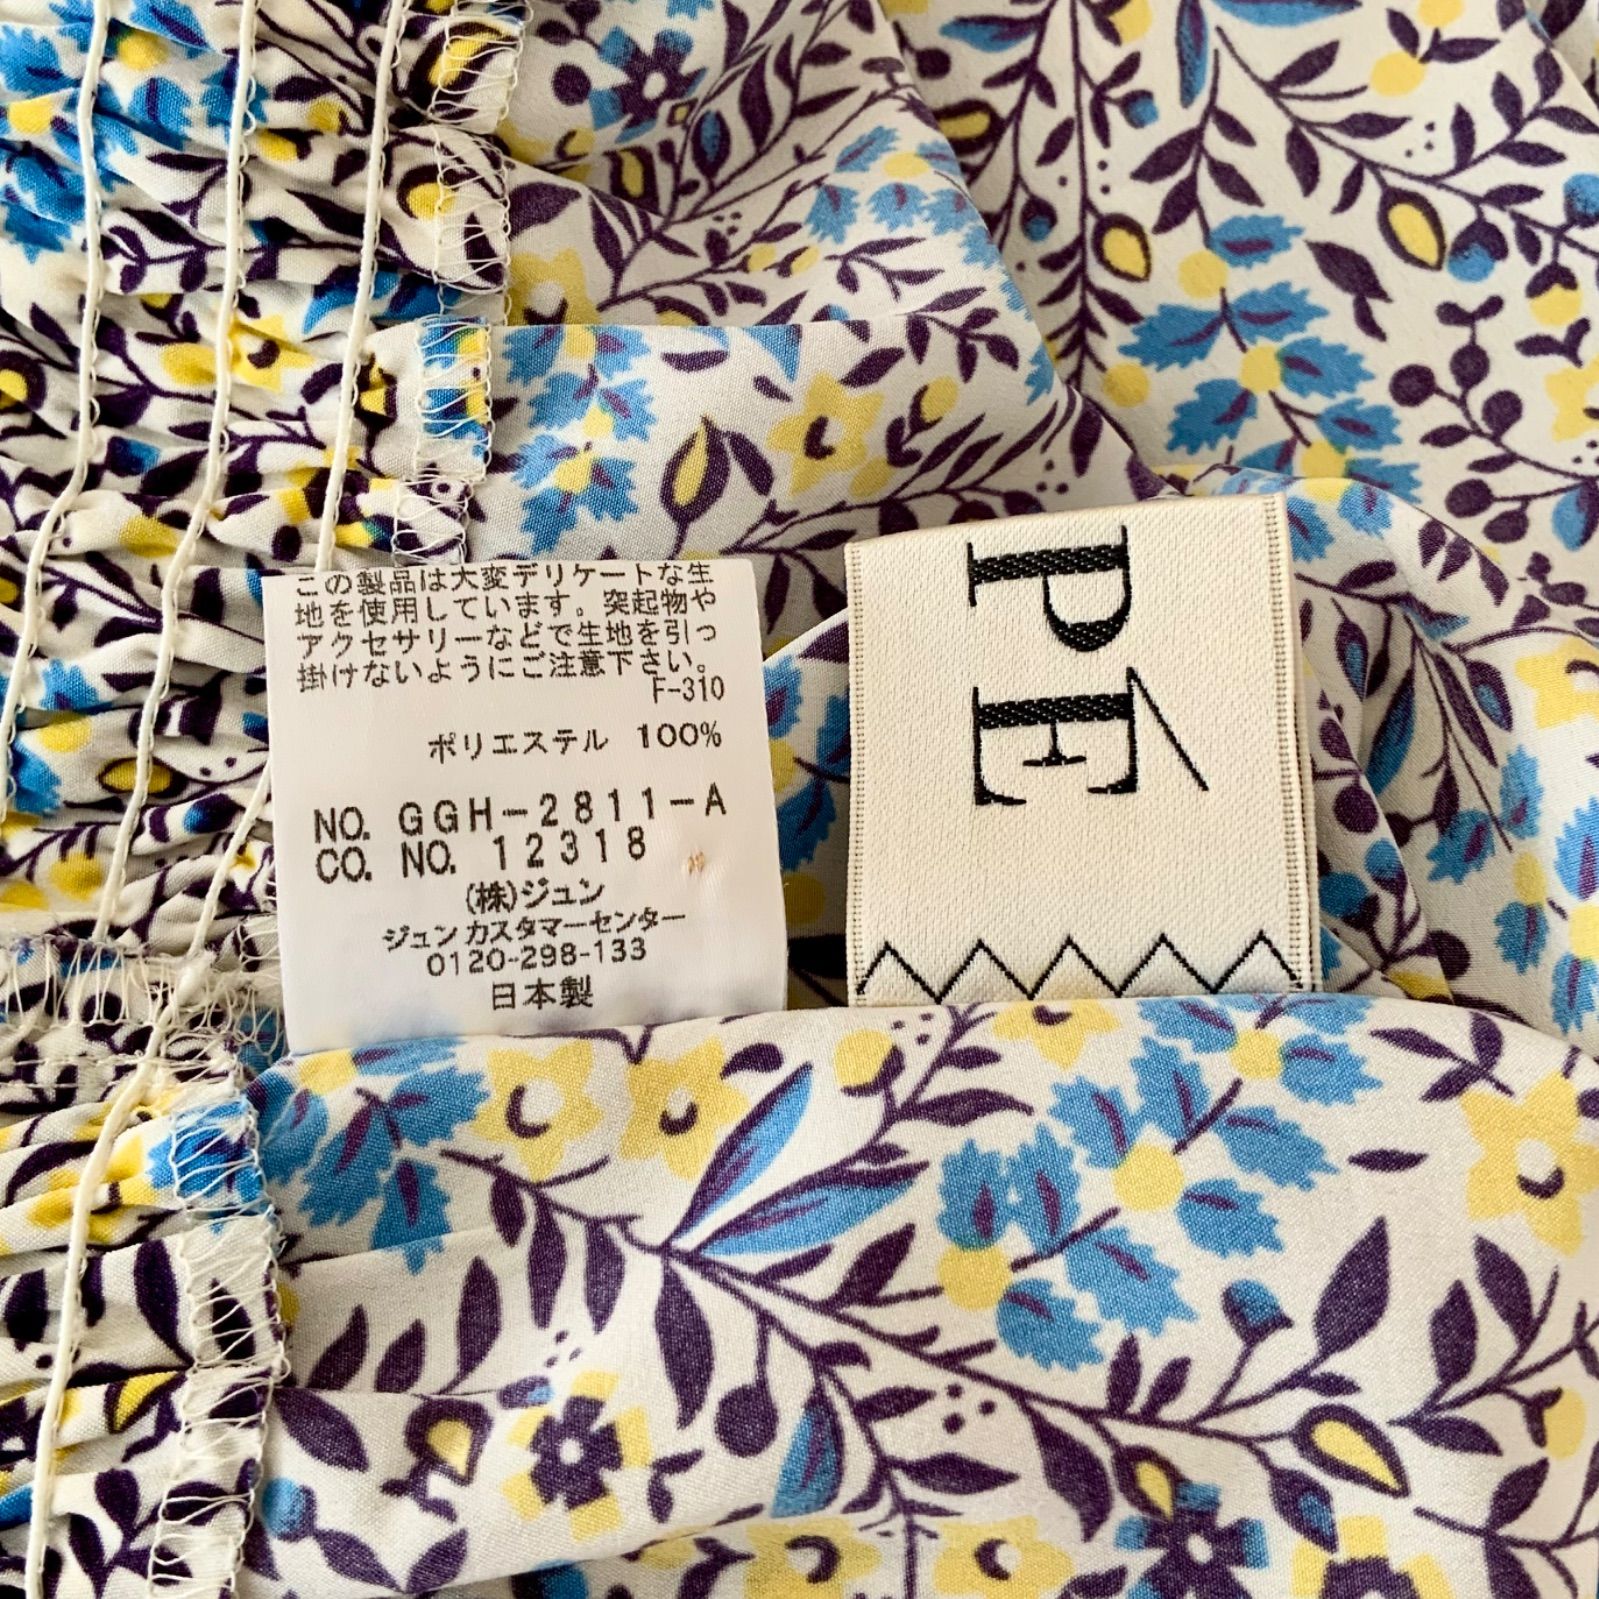 この製品は大変デリケートな生
地を使用しています。突起物や
アクセサリーなどで生地を引っ
掛けないようにご注意下さい。
F-310
ポリエステル 100%
NO. GGH-2811-A
CO. NO. 12318
(株)ジュン
ジュンカスタマーセンター
0120-298-133
日本製
PÉ